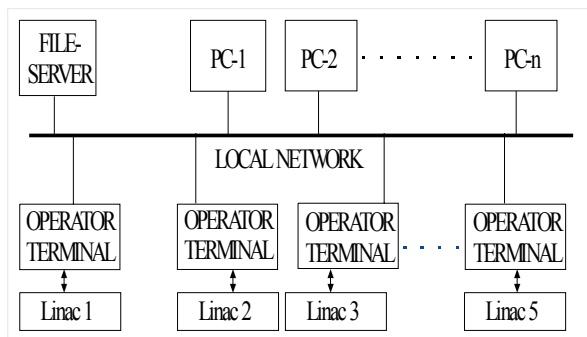 FILE-
SERVER
PC-1
PC-2
PC-n
LOCAL NETWORK
OPERATOR
TERMINAL
OPERATOR
TERMINAL
OPERATOR
TERMINAL
OPERATOR
TERMINAL
Linac 1
Linac 2
Linac 3
Linac 5